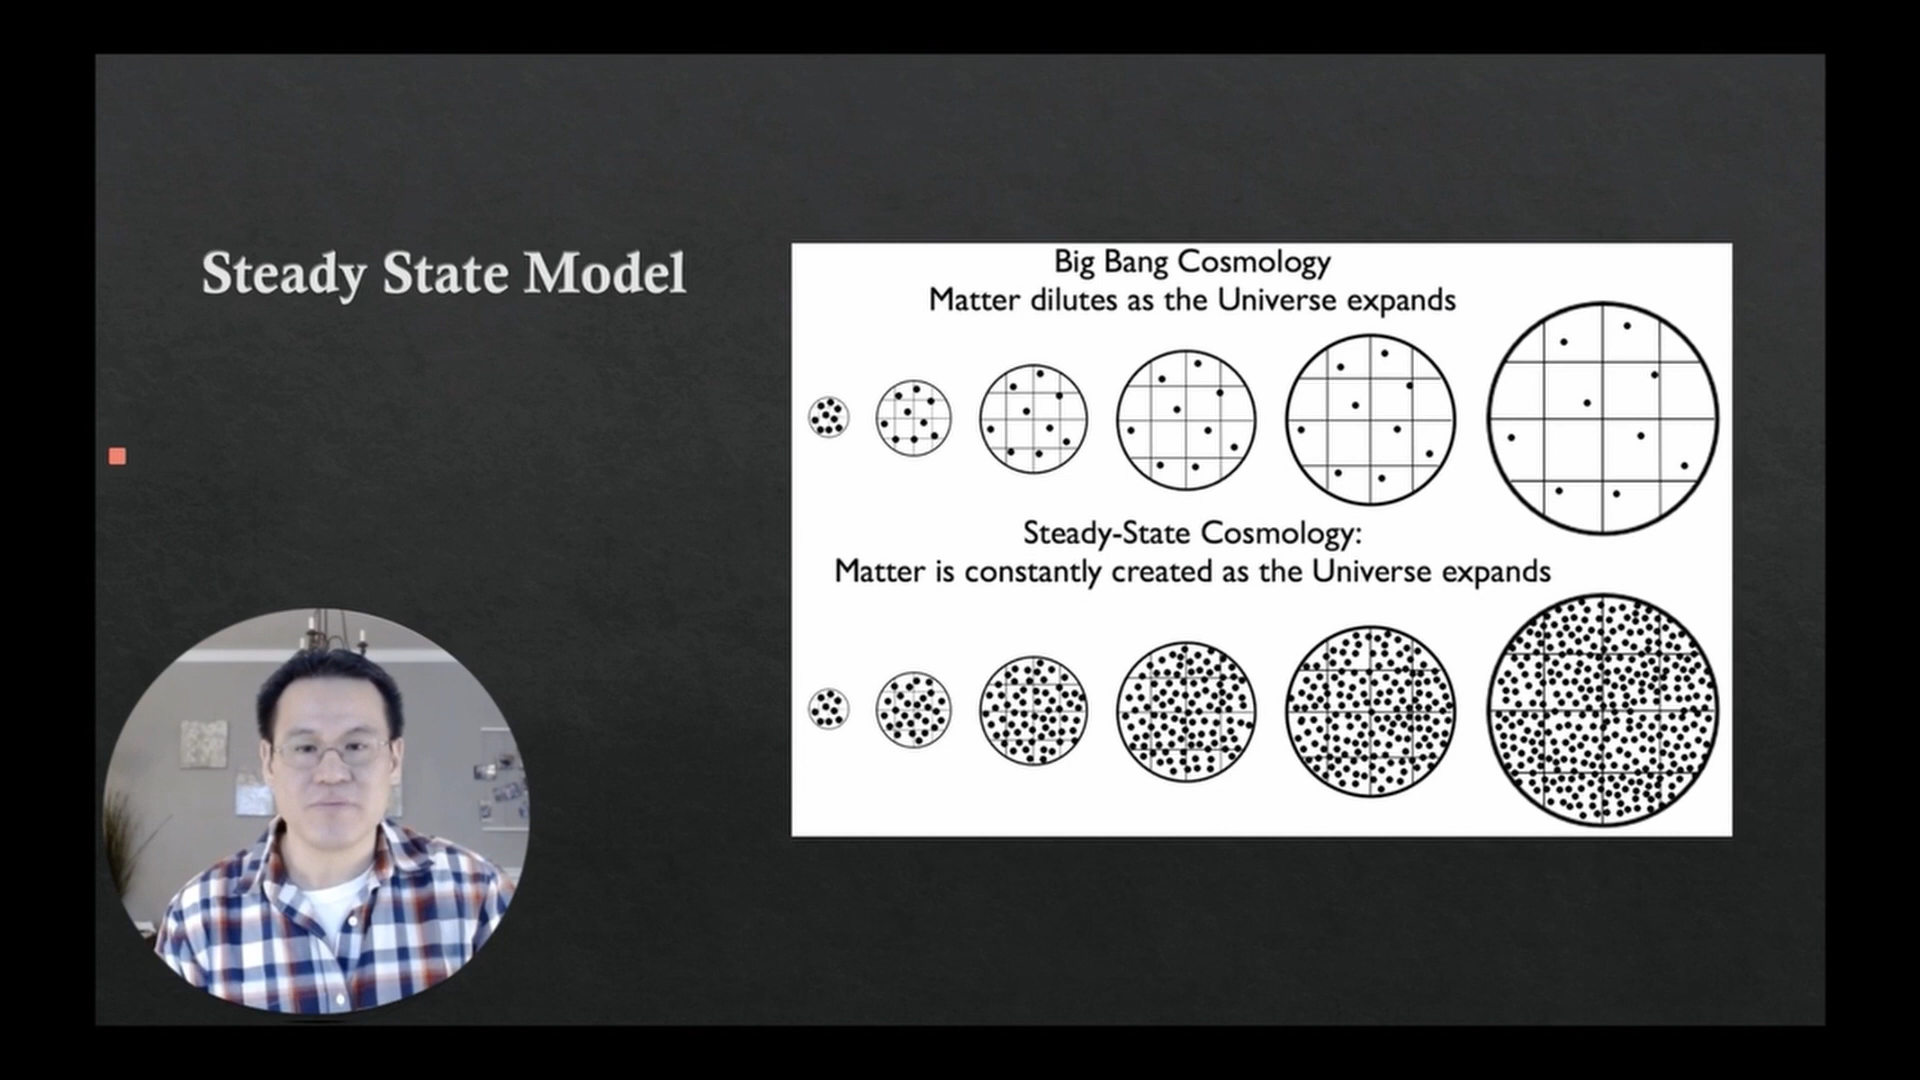 Steady State Model
Big Bang Cosmology
Matter dilutes as the Universe expands
Steady-State Cosmology:
Matter is constantly created as the Universe expands